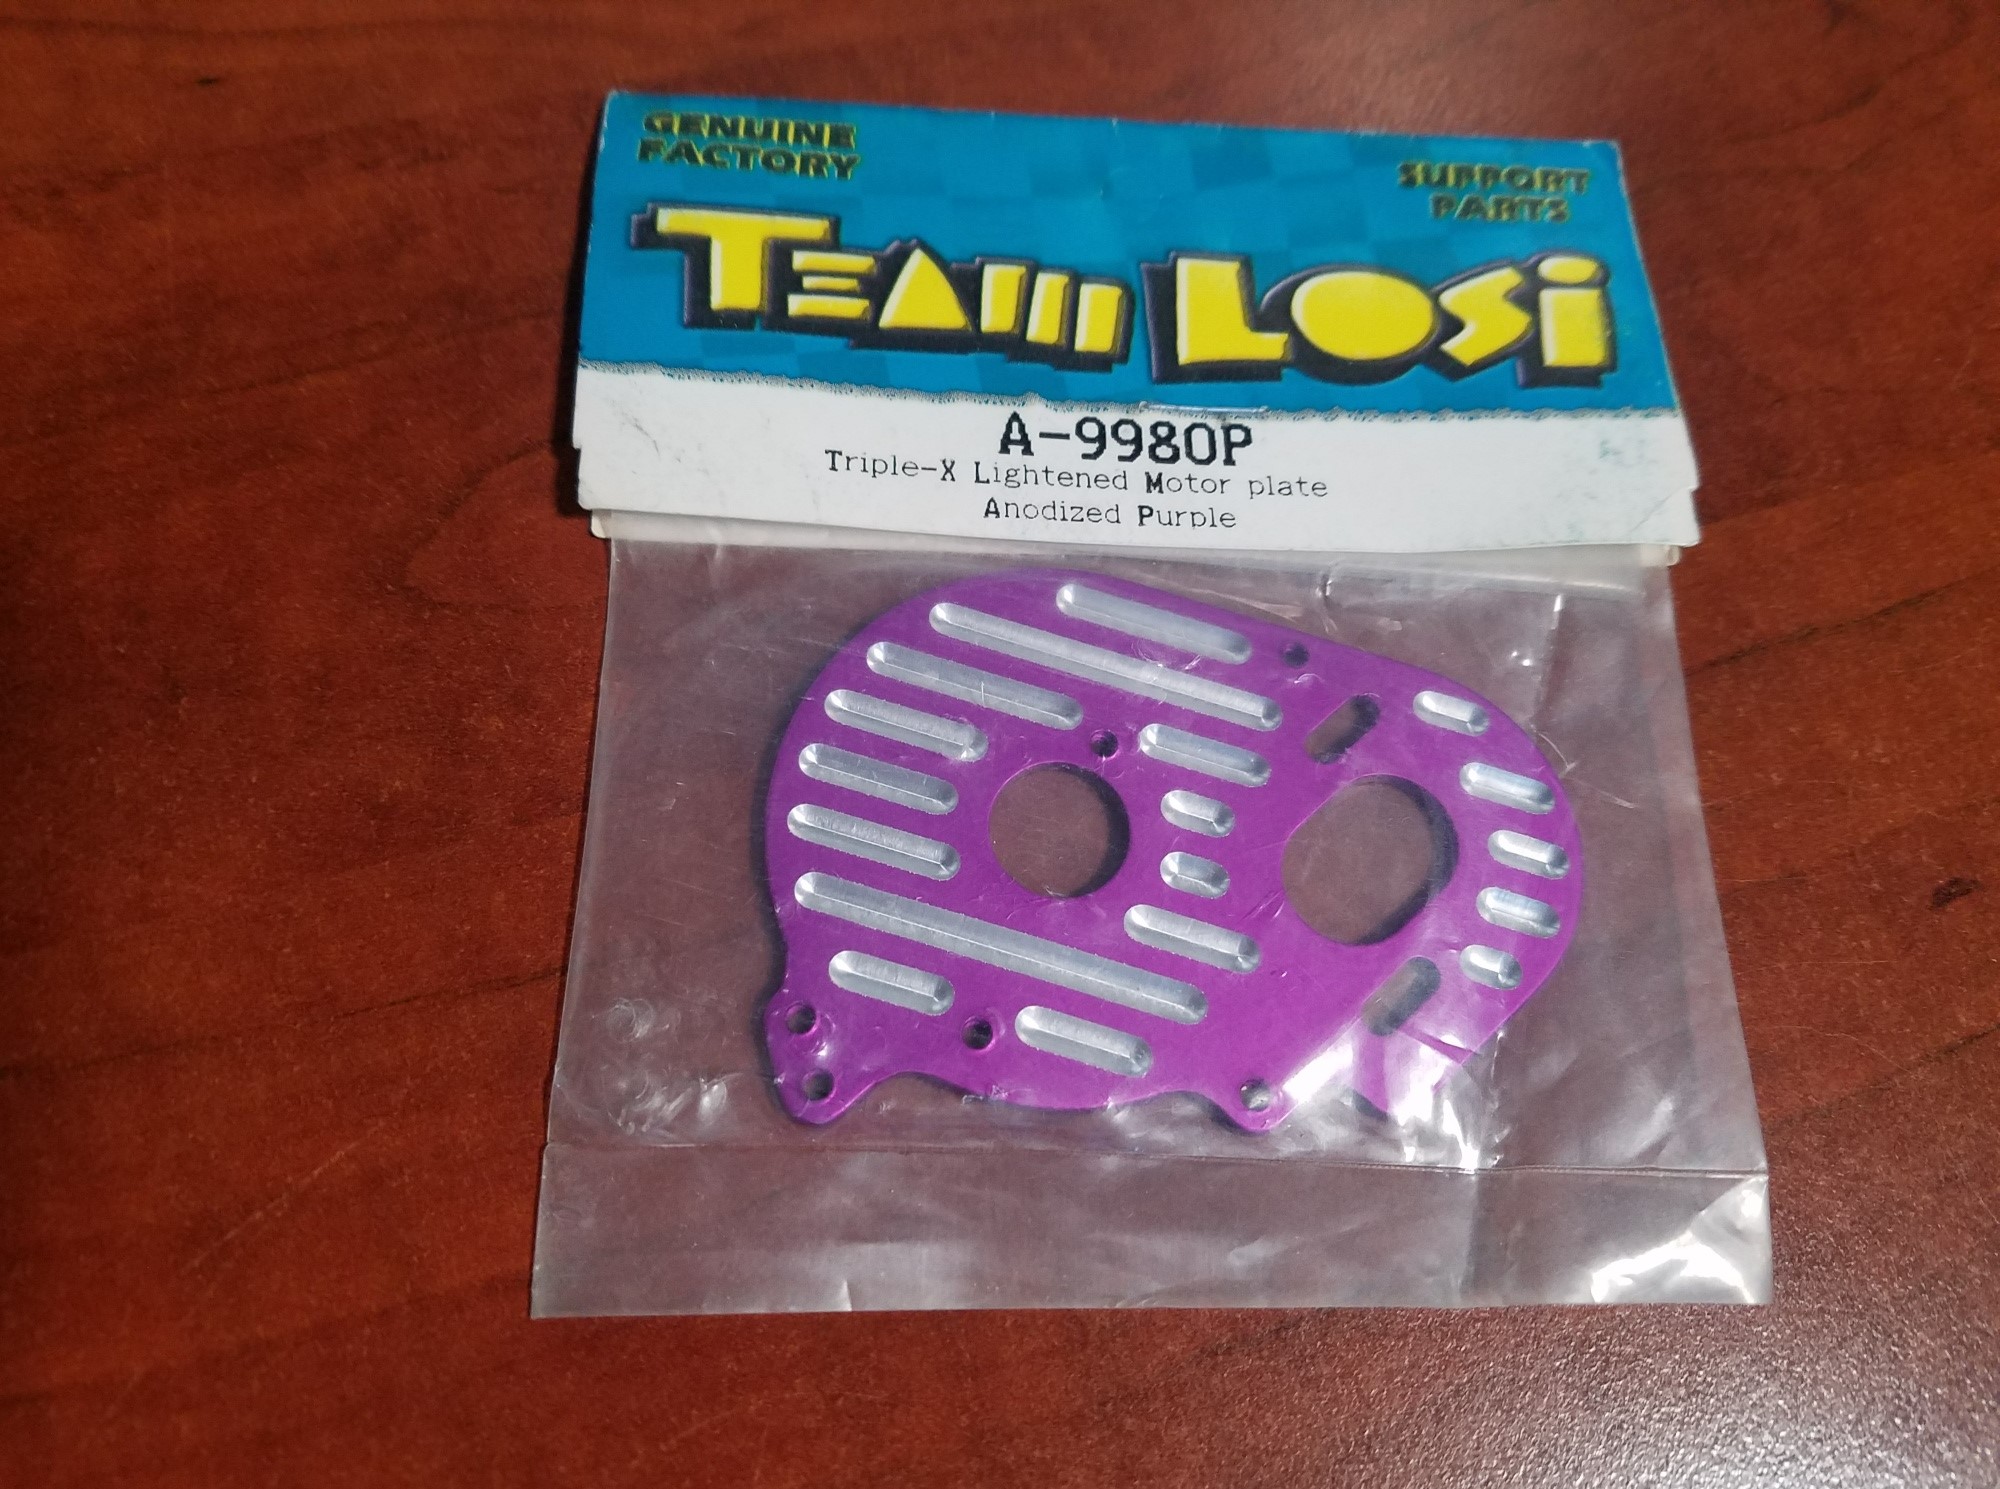 GENUINE
FACTORY
SUPPORT
PARTS
TEAM LOSi
A-9980P
Triple-X Lightened Motor plate
Anodized Purple